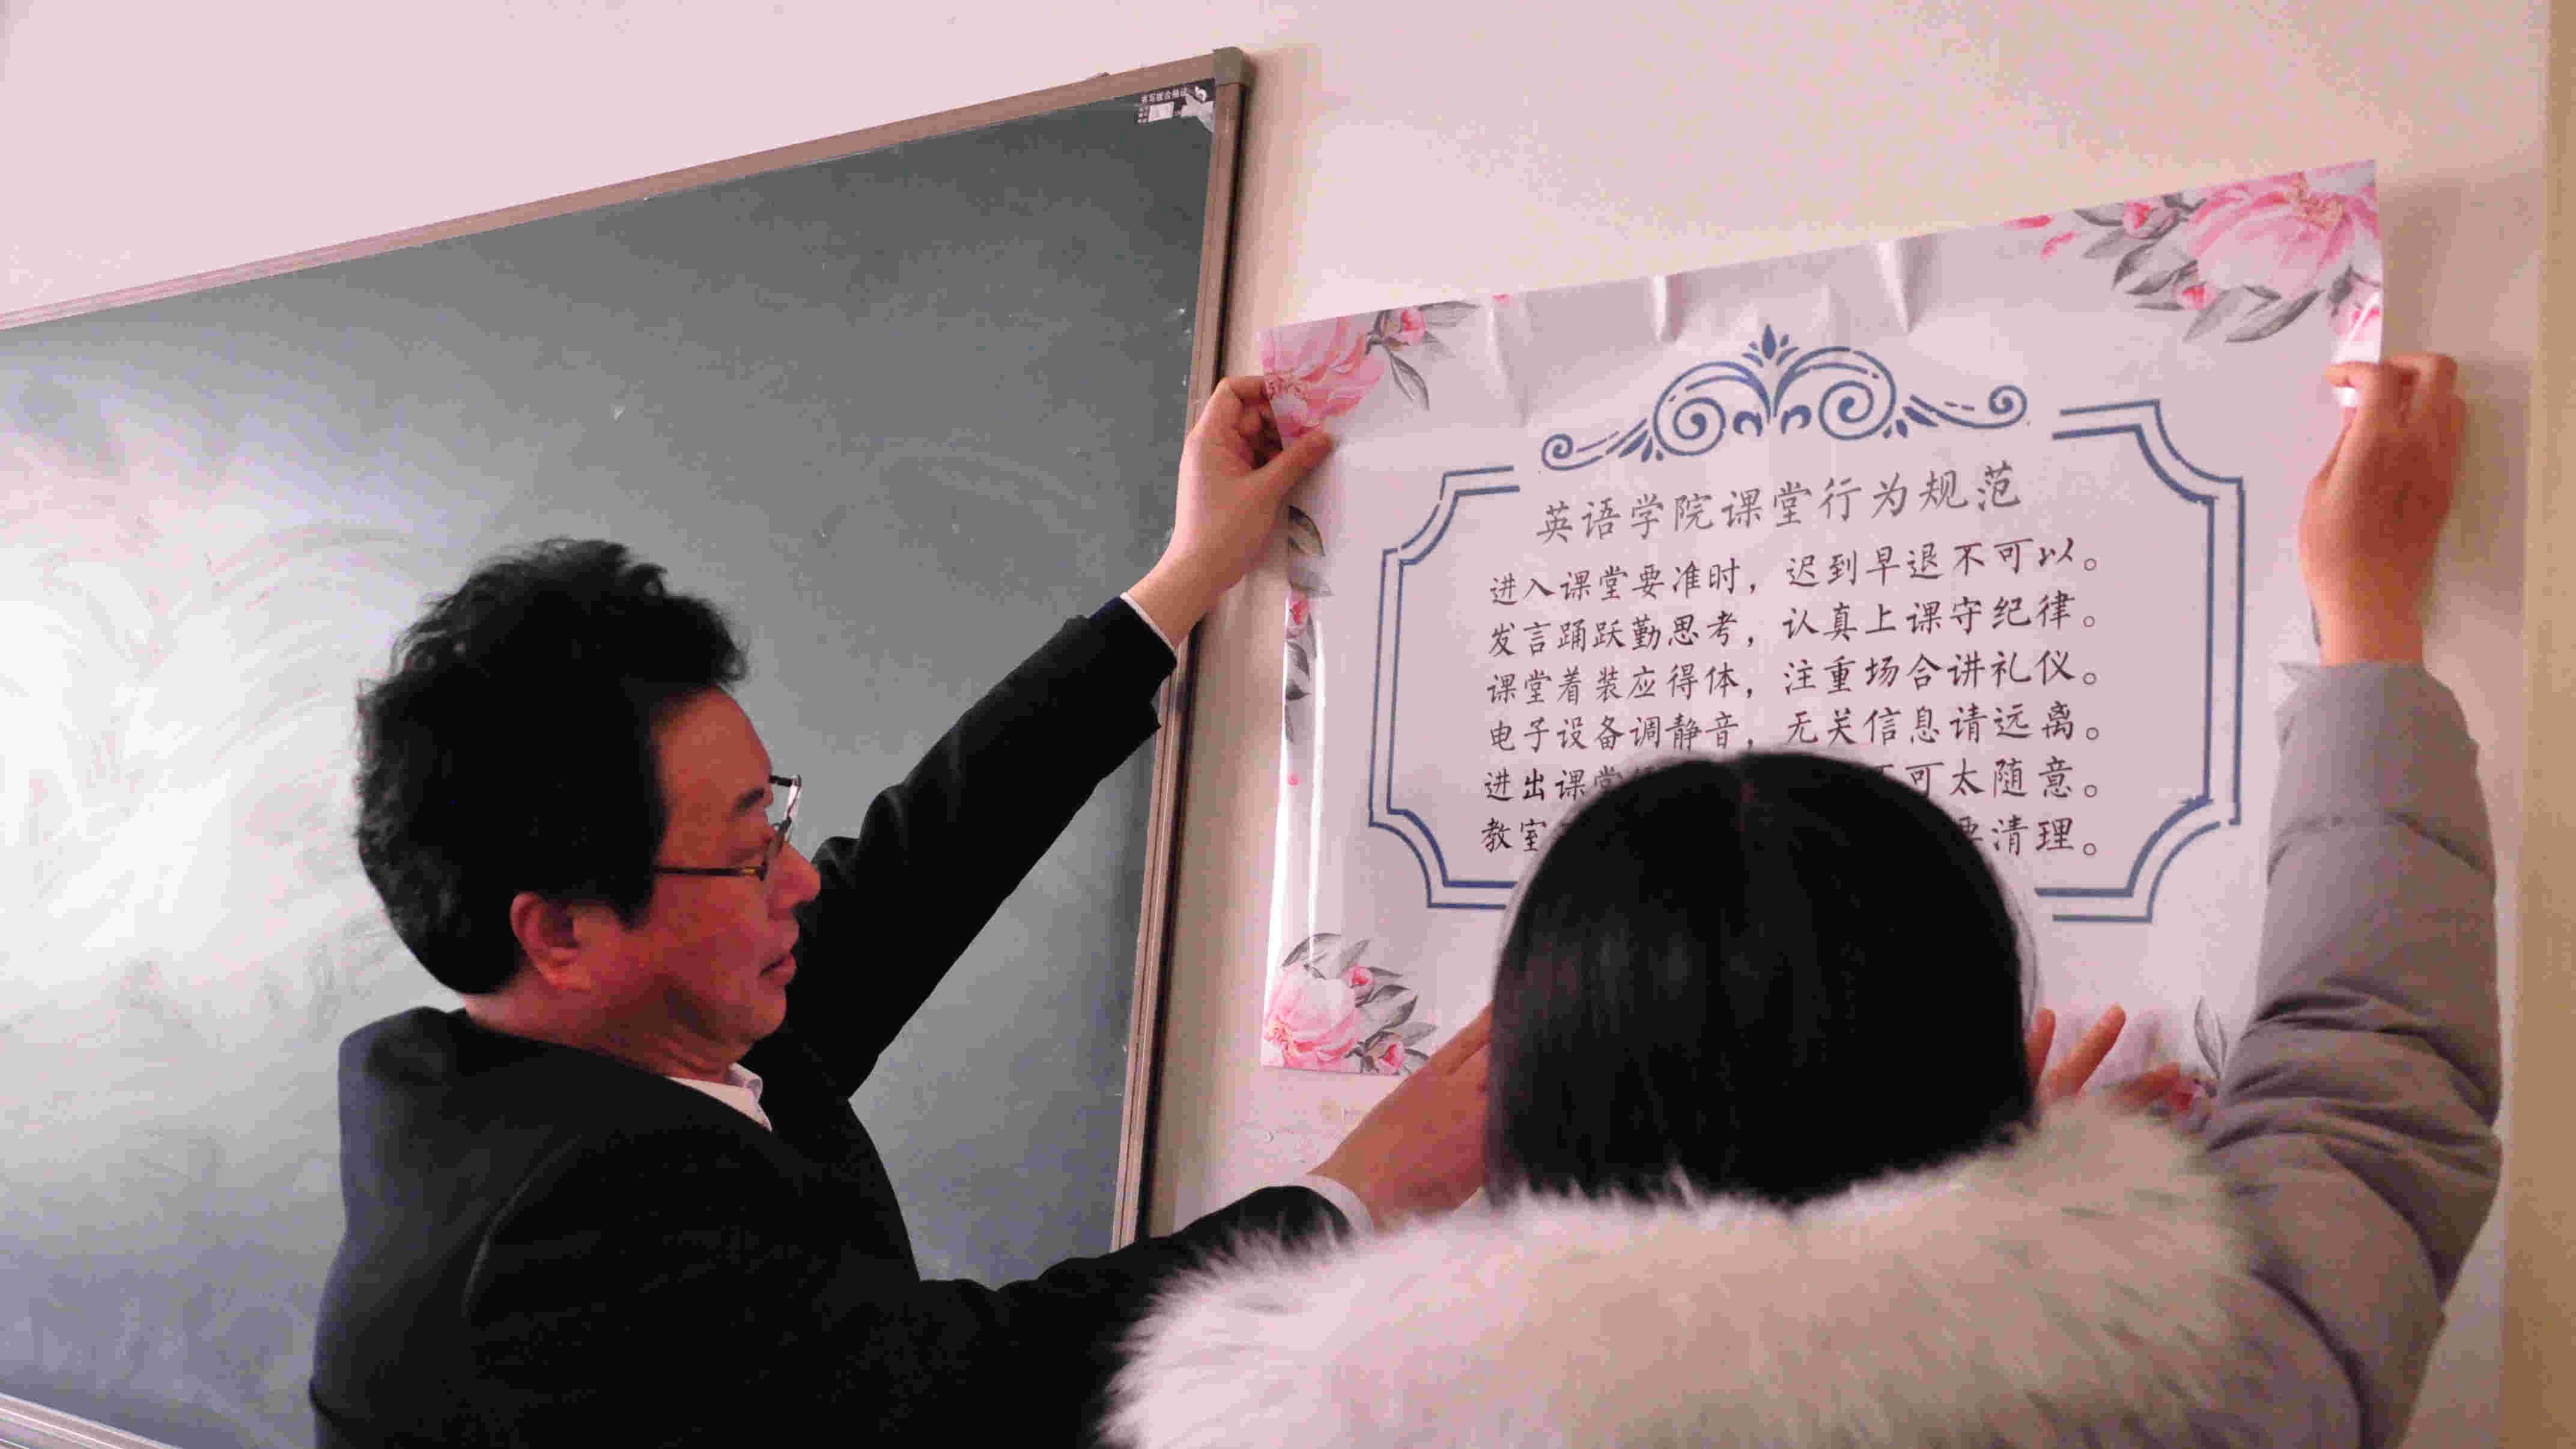 英语学院课堂行为规范
进入课堂要准时，迟到早退不可以。
发言踊跃勤思考，认真上课守纪律。
课堂着装应得体，注重场合讲礼仪。
电子设备调静音，无关信息请远离。
进出课堂 可太随意。
教室 要清理。